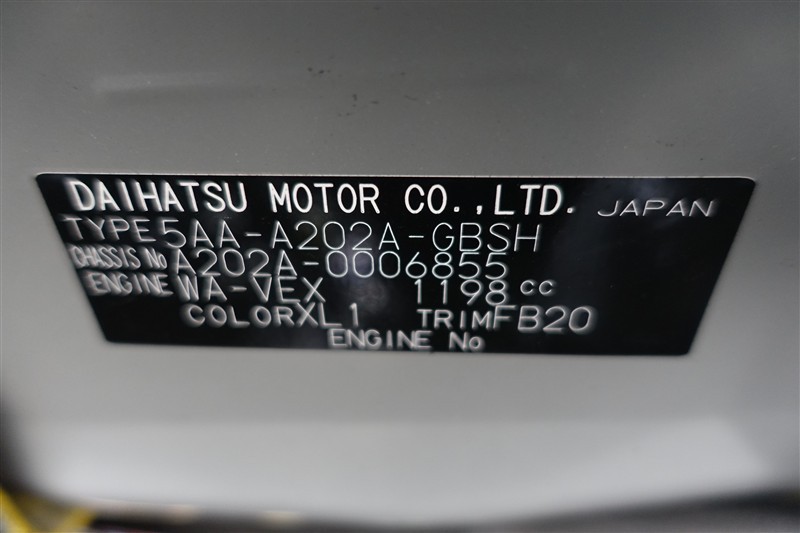 DAIHATSU MOTOR CO.,LTD. JAPAN
TYPE 5AA-A202A-GBSH
CHASSIS No A202A-0006855
ENGINE WA-VEX 1198 cc
COLOR XL1 TRIM FB20
ENGINE No